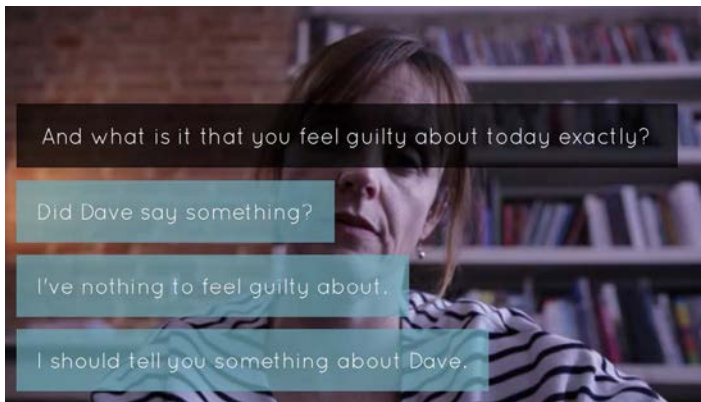 And what is it that you feel guilty about today exactly?
Did Dave say something?
I've nothing to feel guilty about.
I should tell you something about Dave.